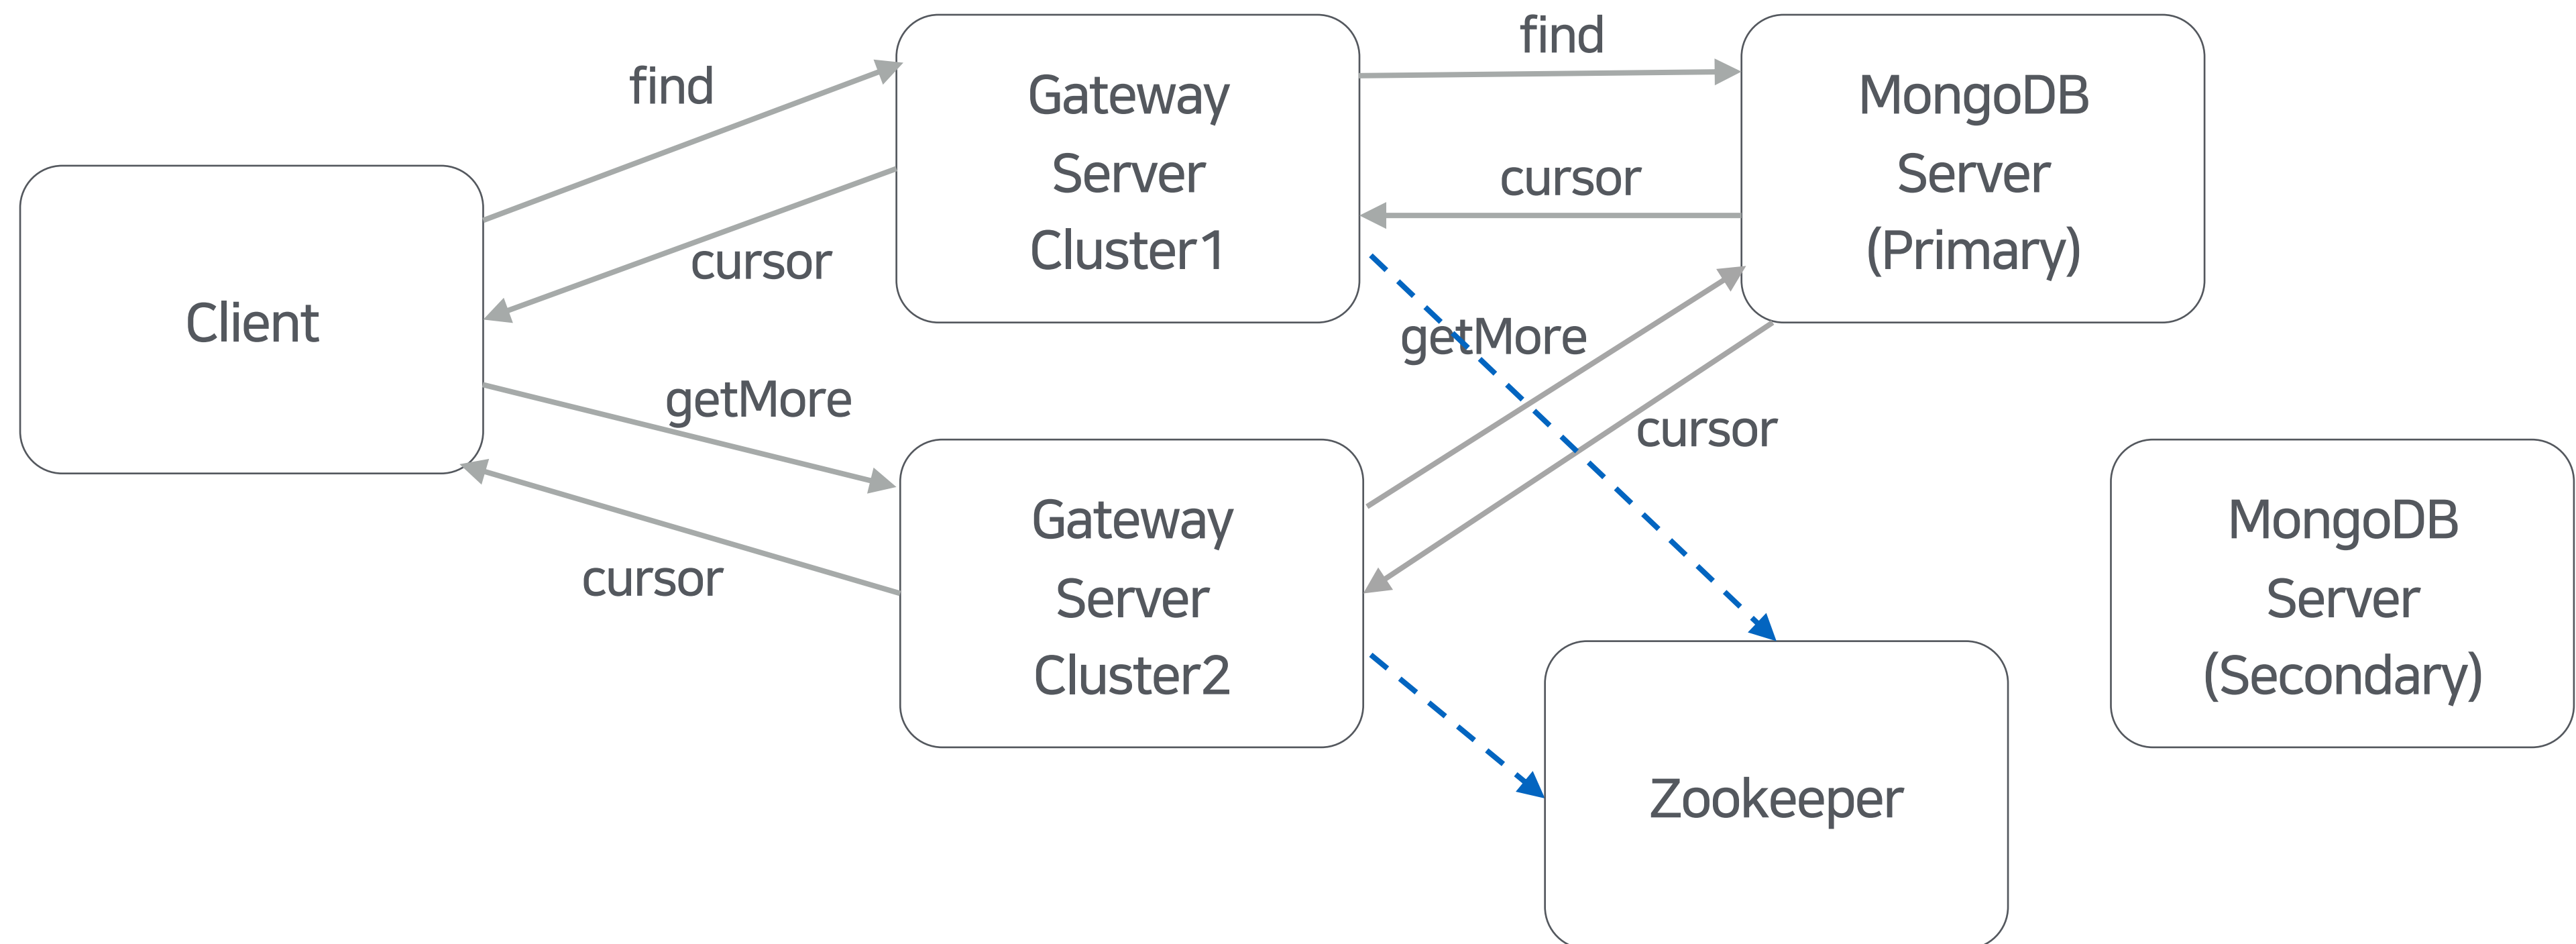 find
find
Gateway
Server
Cluster1
MongoDB
Server
(Primary)
cursor
cursor
Client
getMore
getMore
cursor
Gateway
Server
Cluster2
cursor
MongoDB
Server
(Secondary)
Zookeeper